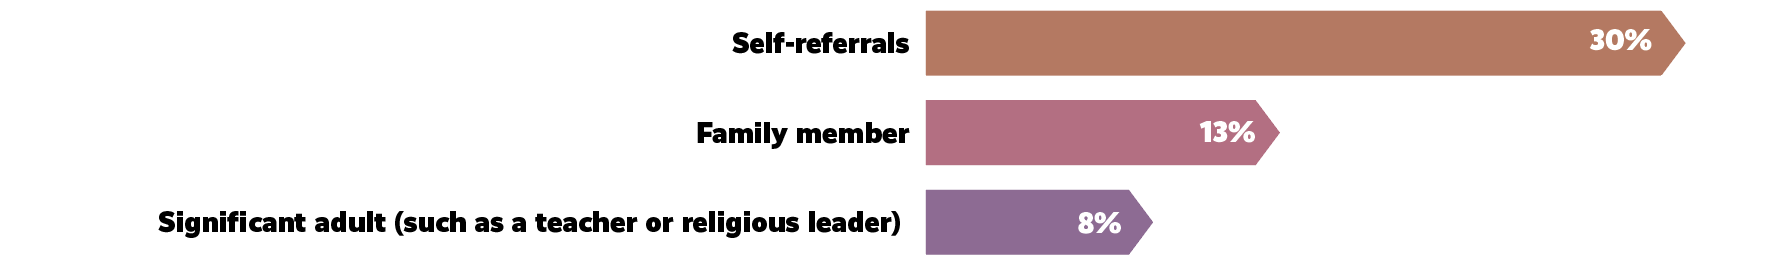 Self-referrals 30%
Family member 13%
Significant adult (such as a teacher or religious leader) 8%